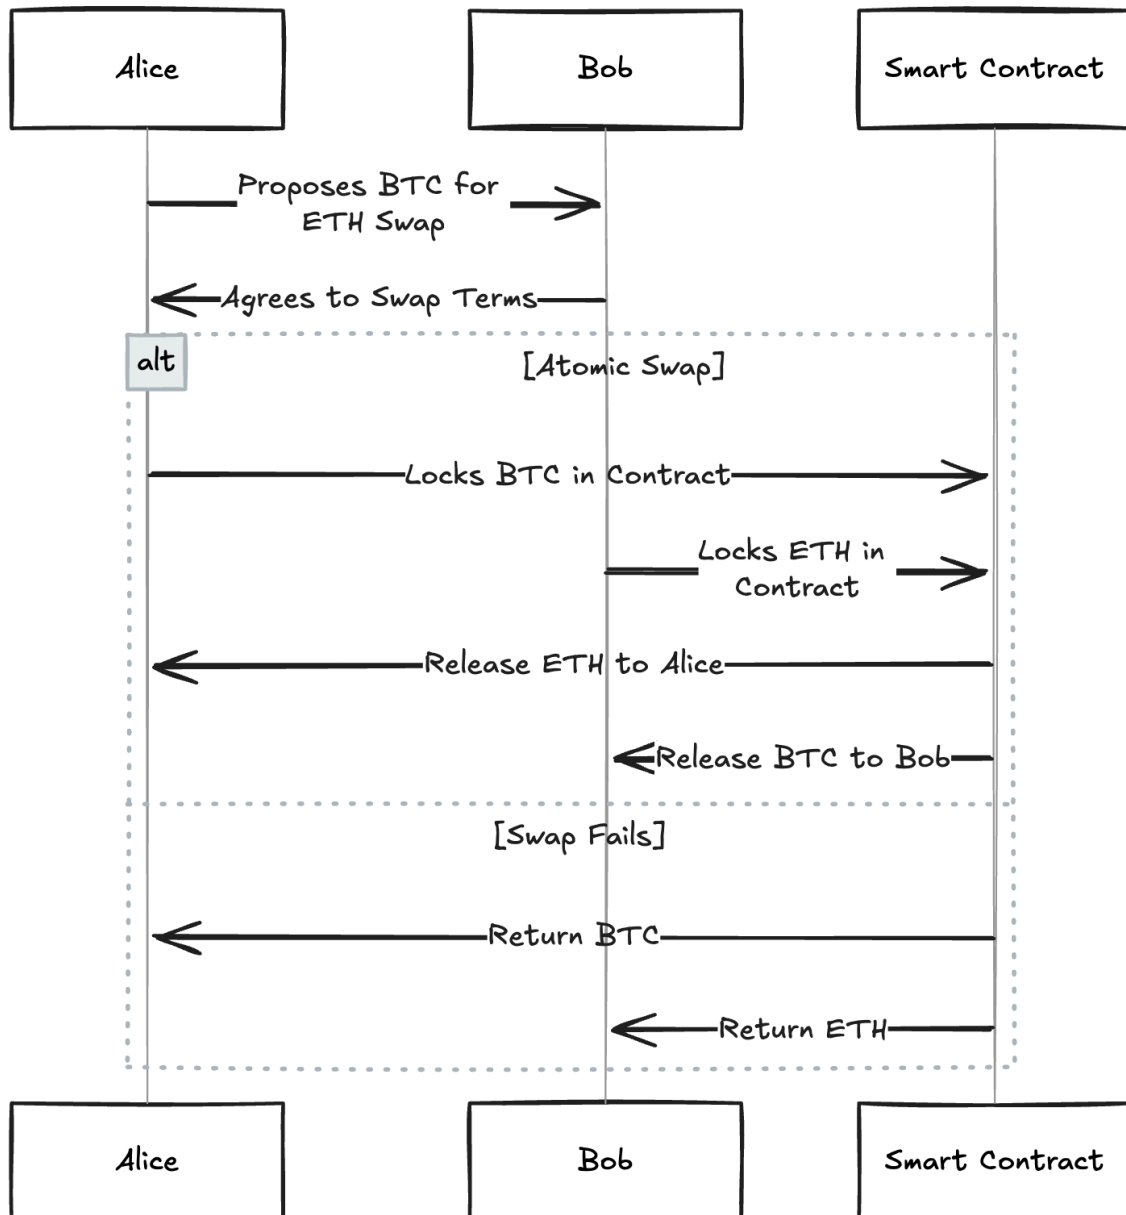 Alice
Bob
Smart Contract
Proposes BTC for
ETH Swap
Agrees to Swap Terms
alt
[Atomic Swap]
Locks BTC in Contract
Locks ETH in
Contract
Release ETH to Alice
Release BTC to Bob
[Swap Fails]
Return BTC
Return ETH
Alice
Bob
Smart Contract